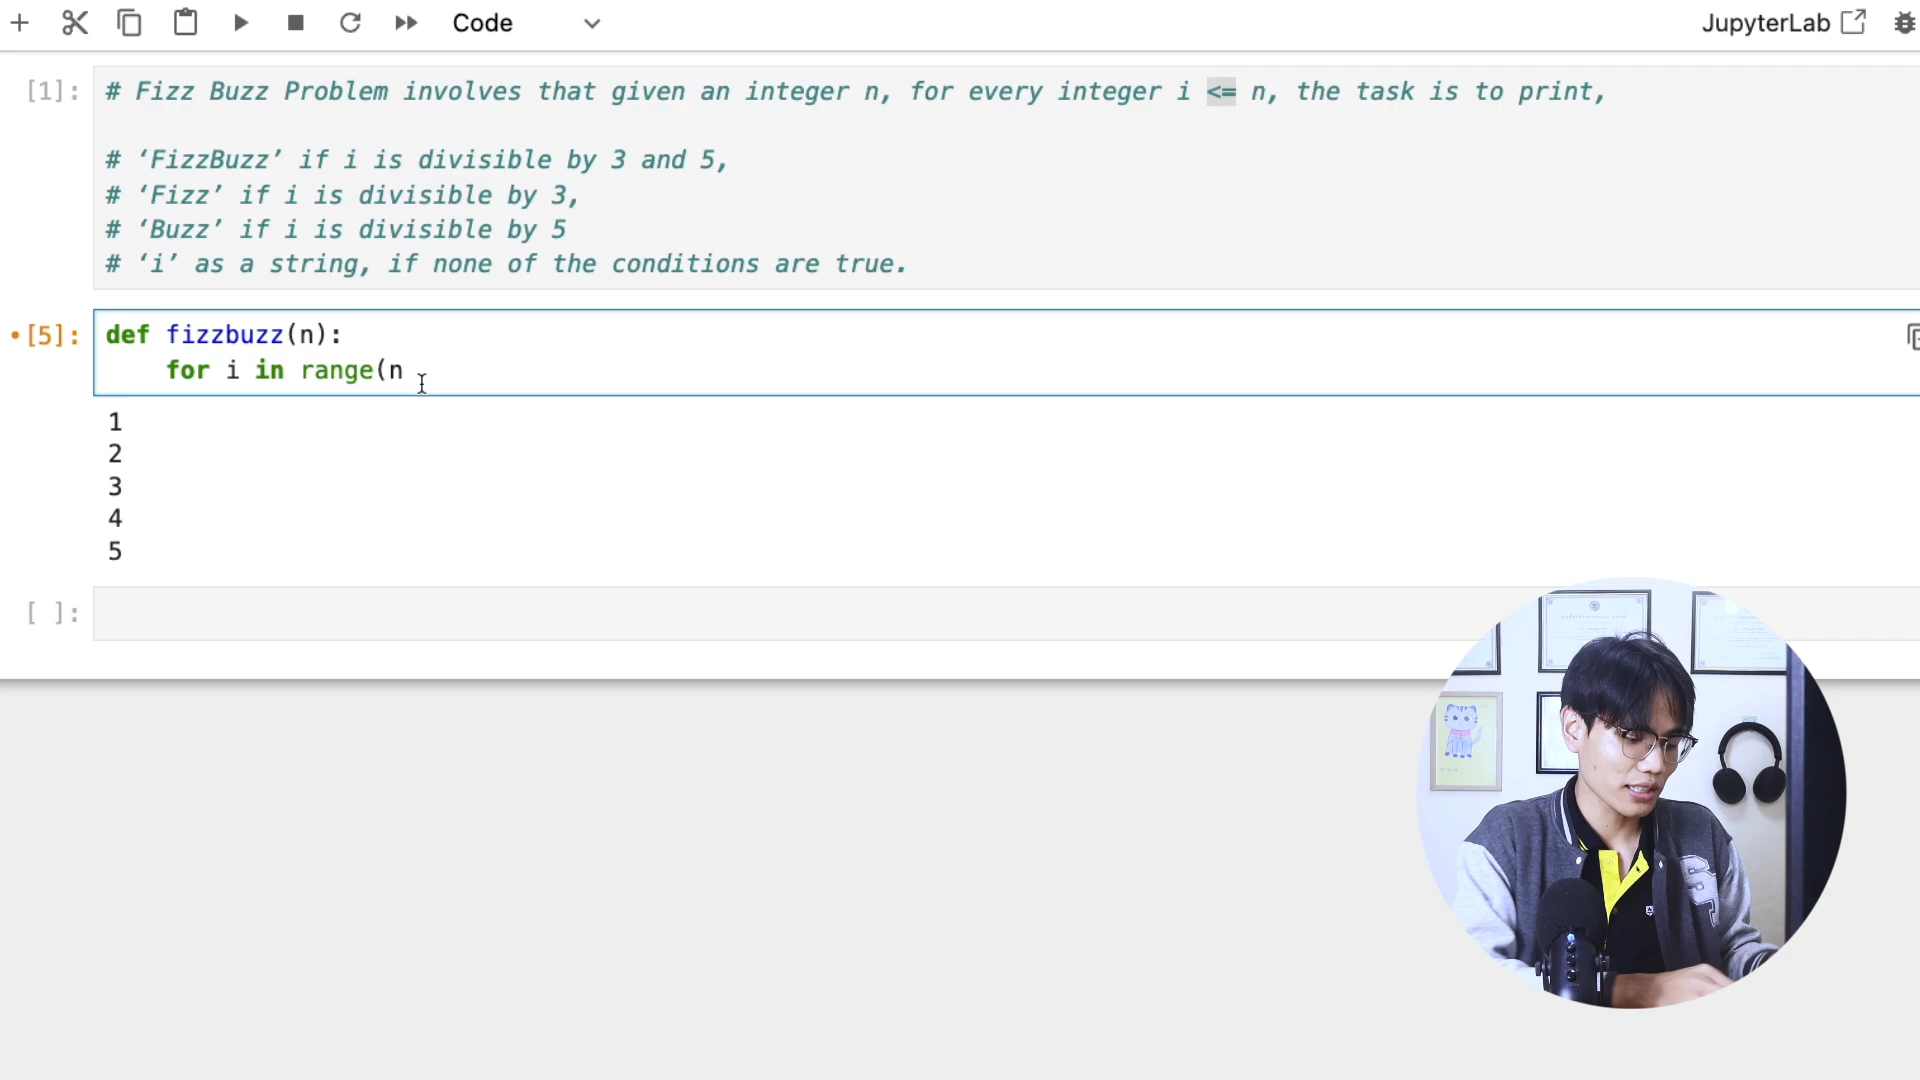 Code
JupyterLab
[1]:
# Fizz Buzz Problem involves that given an integer n, for every integer i <= n, the task is to print,
# ‘FizzBuzz’ if i is divisible by 3 and 5,
# ‘Fizz’ if i is divisible by 3,
# ‘Buzz’ if i is divisible by 5
# ‘i’ as a string, if none of the conditions are true.
•[5]:
def fizzbuzz(n):
    for i in range(n
1
2
3
4
5
[ ]: